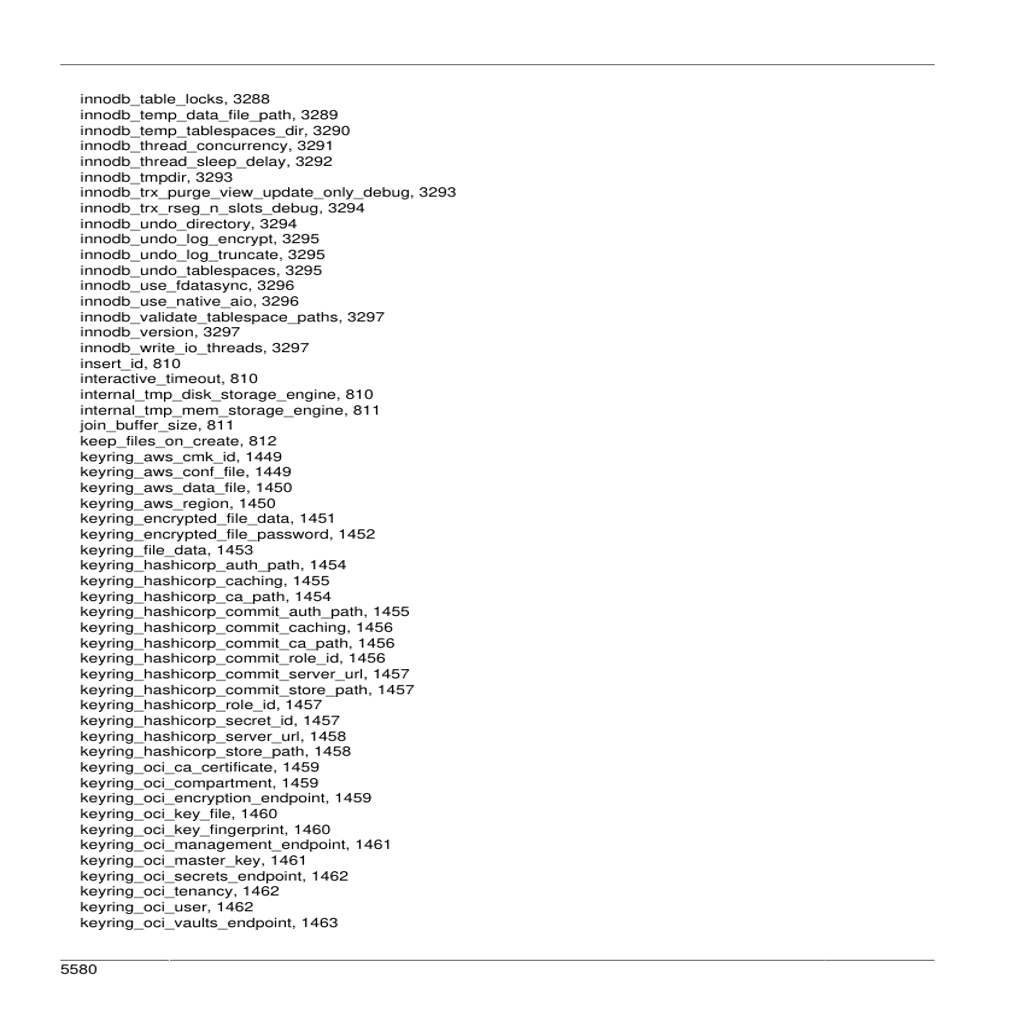 innodb_table_locks, 3288
innodb_temp_data_file_path, 3289
innodb_temp_tablespaces_dir, 3290
innodb_thread_concurrency, 3291
innodb_thread_sleep_delay, 3292
innodb_tmpdir, 3293
innodb_trx_purge_view_update_only_debug, 3293
innodb_trx_rseg_n_slots_debug, 3294
innodb_undo_directory, 3294
innodb_undo_log_encrypt, 3295
innodb_undo_log_truncate, 3295
innodb_undo_tablespaces, 3295
innodb_use_fdatasync, 3296
innodb_use_native_aio, 3296
innodb_validate_tablespace_paths, 3297
innodb_version, 3297
innodb_write_io_threads, 3297
insert_id, 810
interactive_timeout, 810
internal_tmp_disk_storage_engine, 810
internal_tmp_mem_storage_engine, 811
join_buffer_size, 811
keep_files_on_create, 812
keyring_aws_cmk_id, 1449
keyring_aws_conf_file, 1449
keyring_aws_data_file, 1450
keyring_aws_region, 1450
keyring_encrypted_file_data, 1451
keyring_encrypted_file_password, 1452
keyring_file_data, 1453
keyring_hashicorp_auth_path, 1454
keyring_hashicorp_caching, 1455
keyring_hashicorp_ca_path, 1454
keyring_hashicorp_commit_auth_path, 1455
keyring_hashicorp_commit_caching, 1456
keyring_hashicorp_commit_ca_path, 1456
keyring_hashicorp_commit_role_id, 1456
keyring_hashicorp_commit_server_url, 1457
keyring_hashicorp_commit_store_path, 1457
keyring_hashicorp_role_id, 1457
keyring_hashicorp_secret_id, 1457
keyring_hashicorp_server_url, 1458
keyring_hashicorp_store_path, 1458
keyring_oci_ca_certificate, 1459
keyring_oci_compartment, 1459
keyring_oci_encryption_endpoint, 1459
keyring_oci_key_file, 1460
keyring_oci_key_fingerprint, 1460
keyring_oci_management_endpoint, 1461
keyring_oci_master_key, 1461
keyring_oci_secrets_endpoint, 1462
keyring_oci_tenancy, 1462
keyring_oci_user, 1462
keyring_oci_vaults_endpoint, 1463
5580